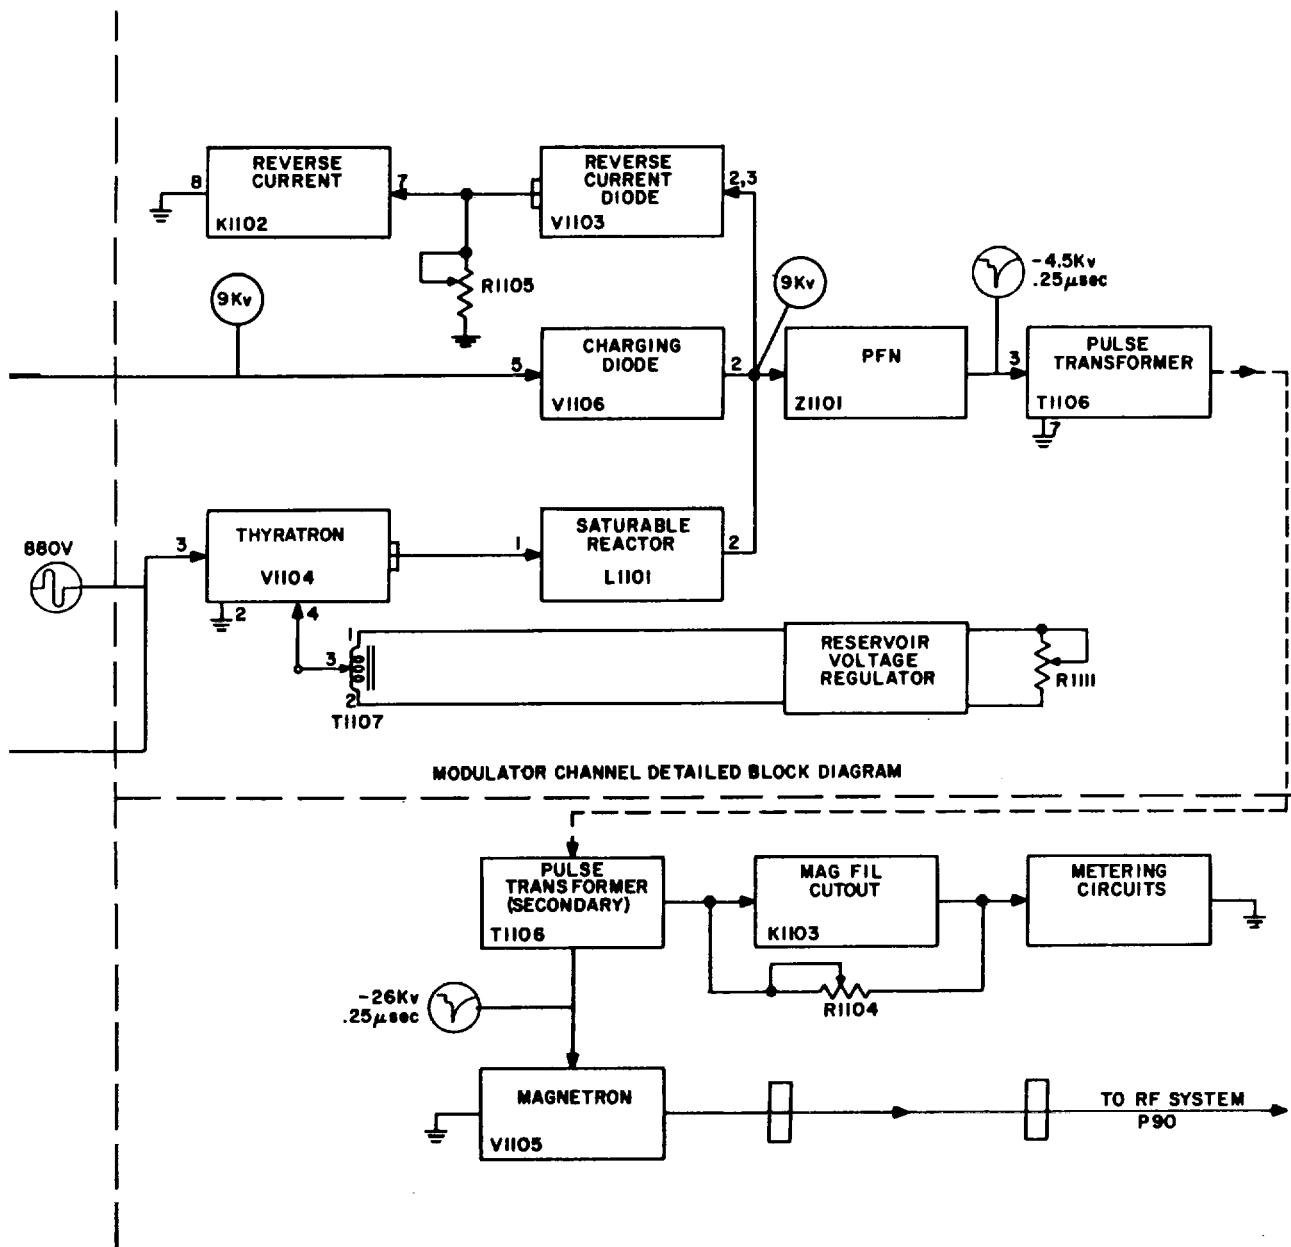 REVERSE
CURRENT
8
7
K1102
REVERSE
CURRENT
DIODE
2,3
V1103
R1105
9Kv
9Kv
-4.5Kv
.25µsec
CHARGING
DIODE
5
2
V1106
PFN
Z1101
3
PULSE
TRANSFORMER
T1106
7
880V
3
THYRATRON
V1104
2
4
1
SATURABLE
REACTOR
L1101
2
1
3
2
T1107
RESERVOIR
VOLTAGE
REGULATOR
R1111
MODULATOR CHANNEL DETAILED BLOCK DIAGRAM
PULSE
TRANSFORMER
(SECONDARY)
T1106
MAG FIL
CUTOUT
K1103
METERING
CIRCUITS
R1104
-26Kv
.25µsec
MAGNETRON
V1105
TO RF SYSTEM
P90